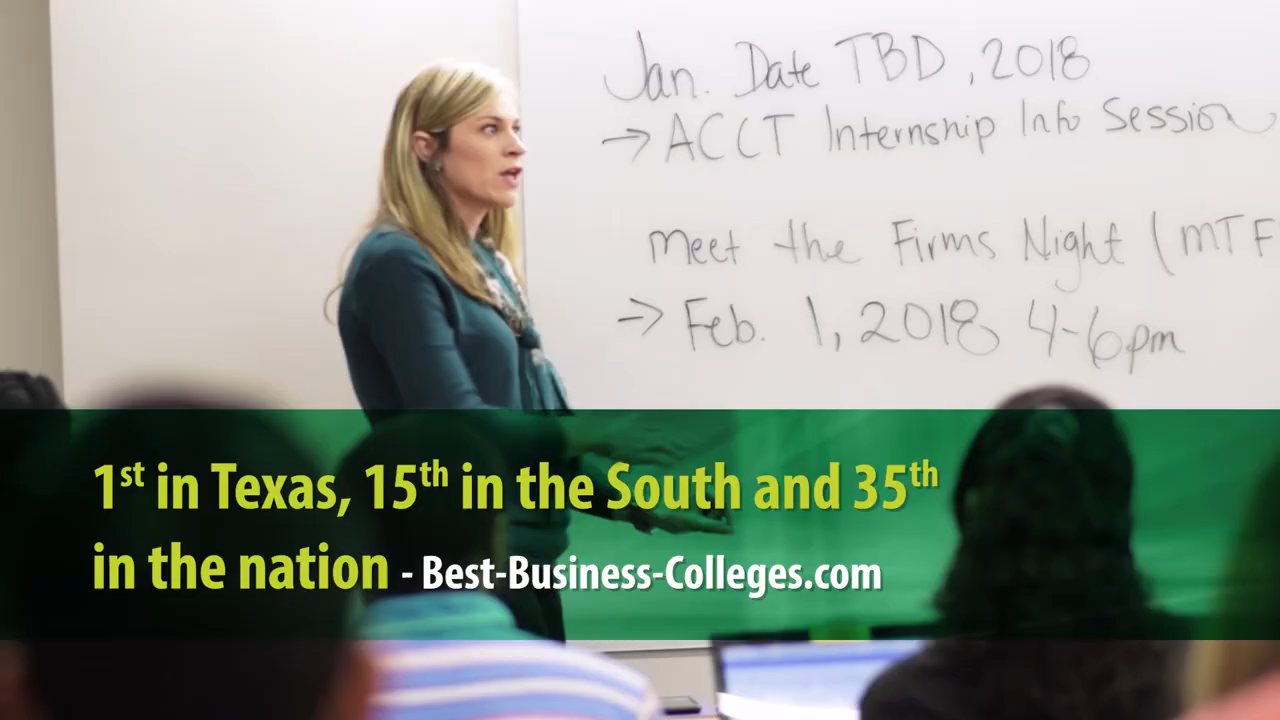 Jan. Date TBD, 2018
→ ACCT Internship Info Session
Meet the Firms Night (MTF
→ Feb. 1, 2018 4-6pm
1st in Texas, 15th in the South and 35th
in the nation - Best-Business-Colleges.com